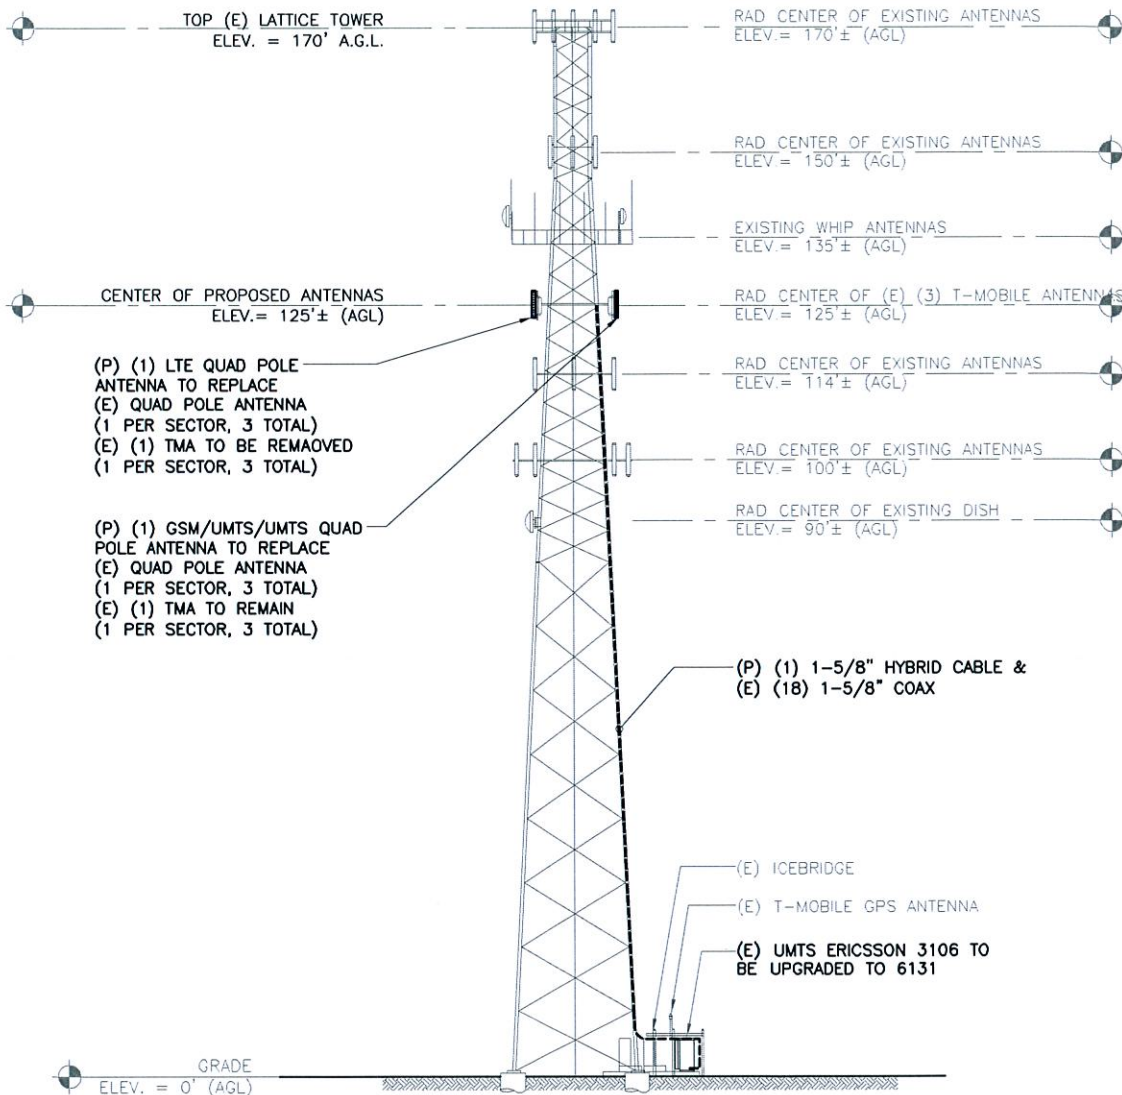 TOP (E) LATTICE TOWER
ELEV. = 170' A.G.L.
RAD CENTER OF EXISTING ANTENNAS
ELEV.= 170'± (AGL)
RAD CENTER OF EXISTING ANTENNAS
ELEV.= 150'± (AGL)
EXISTING WHIP ANTENNAS
ELEV.= 135'± (AGL)
CENTER OF PROPOSED ANTENNAS
ELEV.= 125'± (AGL)
RAD CENTER OF (E) (3) T-MOBILE ANTENNAS
ELEV.= 125'± (AGL)
(P) (1) LTE QUAD POLE
ANTENNA TO REPLACE
(E) QUAD POLE ANTENNA
(1 PER SECTOR, 3 TOTAL)
(E) (1) TMA TO BE REMAOVED
(1 PER SECTOR, 3 TOTAL)
RAD CENTER OF EXISTING ANTENNAS
ELEV.= 114'± (AGL)
RAD CENTER OF EXISTING ANTENNAS
ELEV.= 100'± (AGL)
RAD CENTER OF EXISTING DISH
ELEV.= 90'± (AGL)
(P) (1) GSM/UMTS/UMTS QUAD
POLE ANTENNA TO REPLACE
(E) QUAD POLE ANTENNA
(1 PER SECTOR, 3 TOTAL)
(E) (1) TMA TO REMAIN
(1 PER SECTOR, 3 TOTAL)
(P) (1) 1-5/8" HYBRID CABLE &
(E) (18) 1-5/8" COAX
(E) ICEBRIDGE
(E) T-MOBILE GPS ANTENNA
(E) UMTS ERICSSON 3106 TO
BE UPGRADED TO 6131
GRADE
ELEV. = 0' (AGL)